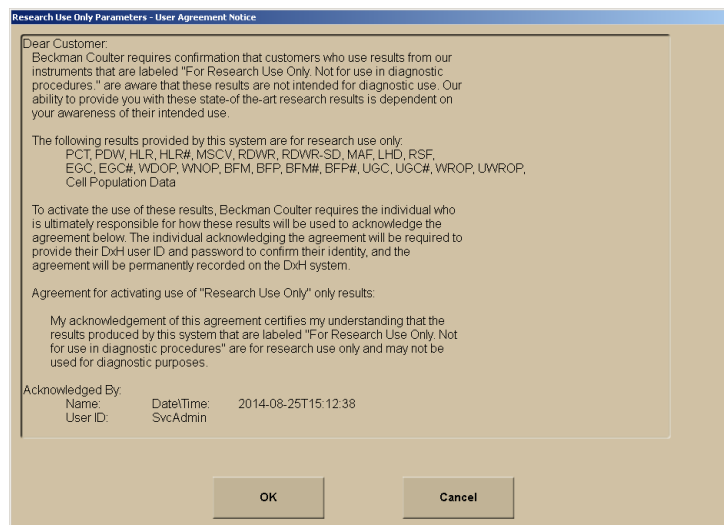 Research Use Only Parameters - User Agreement Notice
Dear Customer:
Beckman Coulter requires confirmation that customers who use results from our
instruments that are labeled "For Research Use Only. Not for use in diagnostic
procedures." are aware that these results are not intended for diagnostic use. Our
ability to provide you with these state-of the-art research results is dependent on
your awareness of their intended use.
The following results provided by this system are for research use only:
PCT, PDW, HLR, HLR#, MSCV, RDWR, RDWR-SD, MAF, LHD, RSF,
EGC, EGC#, WDOP, WNOP, BFM, BFP, BFM#, BFP#, UGC, UGC#, WROP, UWROP,
Cell Population Data
To activate the use of these results, Beckman Coulter requires the individual who
is ultimately responsible for how these results will be used to acknowledge the
agreement below. The individual acknowledging the agreement will be required to
provide their DxH user ID and password to confirm their identity, and the
agreement will be permanently recorded on the DxH system.
Agreement for activating use of "Research Use Only" only results:
My acknowledgement of this agreement certifies my understanding that the
results produced by this system that are labeled "For Research Use Only. Not
for use in diagnostic procedures" are for research use only and may not be
used for diagnostic purposes.
Acknowledged By:
Name: Date\Time: 2014-08-25T15:12:38
User ID: SvcAdmin
OK Cancel